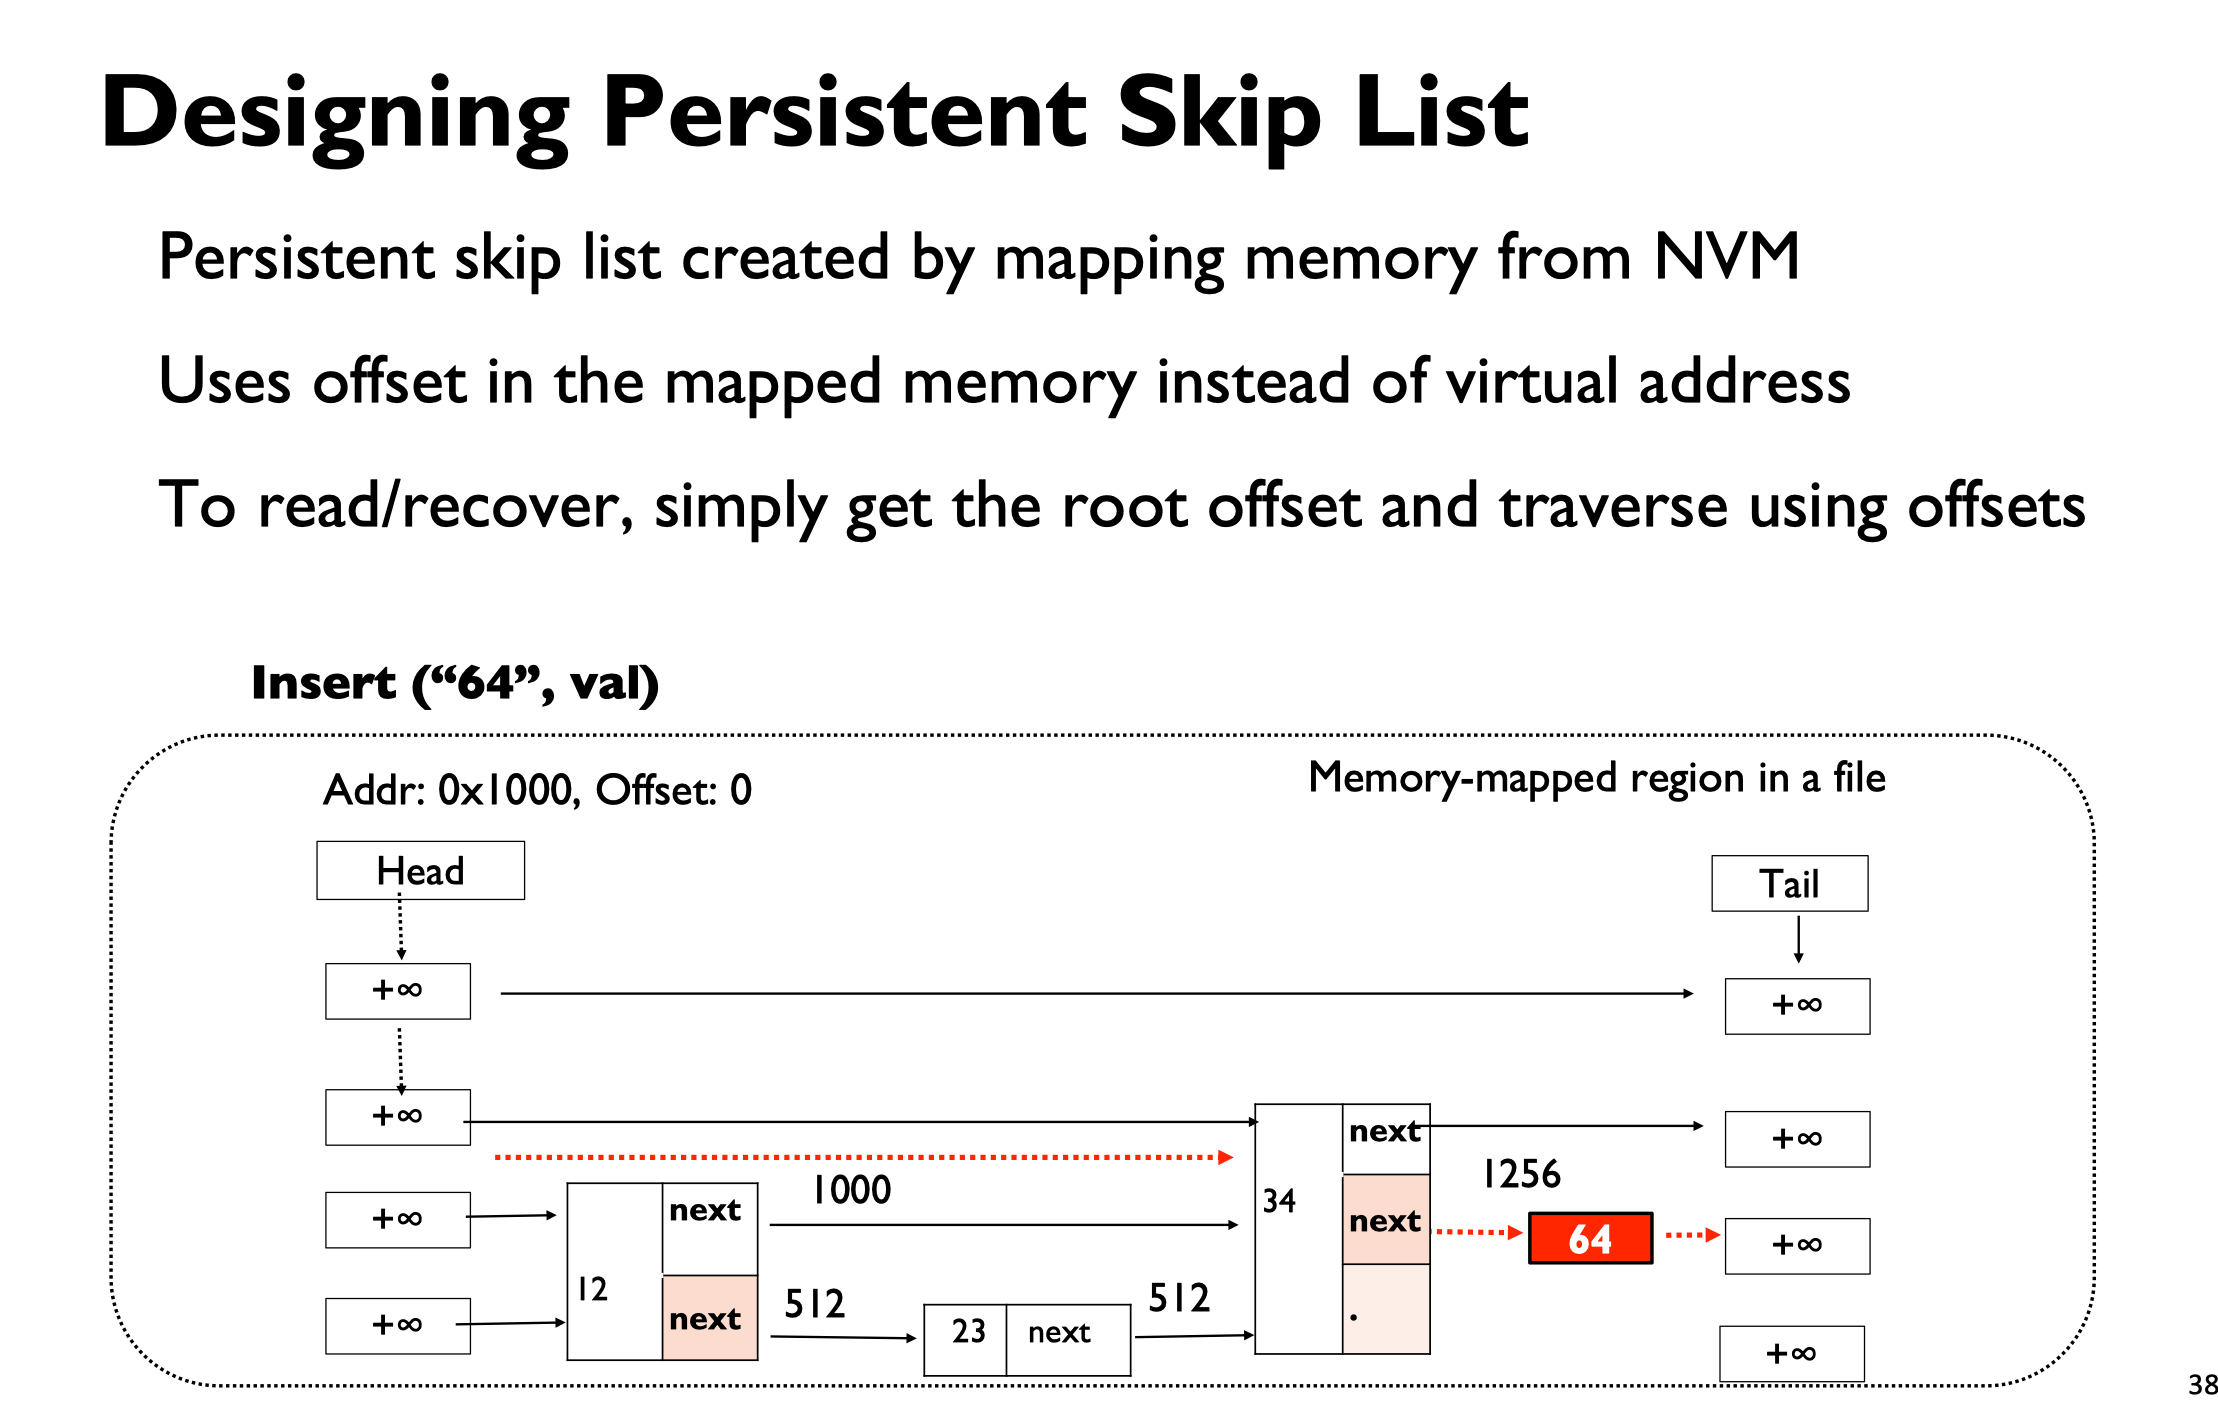 Designing Persistent Skip List
Persistent skip list created by mapping memory from NVM
Uses offset in the mapped memory instead of virtual address
To read/recover, simply get the root offset and traverse using offsets
Insert (“64”, val)
Addr: 0x1000, Offset: 0
Memory-mapped region in a file
Head
Tail
+∞
+∞
+∞
next
+∞
1256
1000
34
+∞
next
next
64
+∞
12
512
512
+∞
next
23
next
.
+∞
38